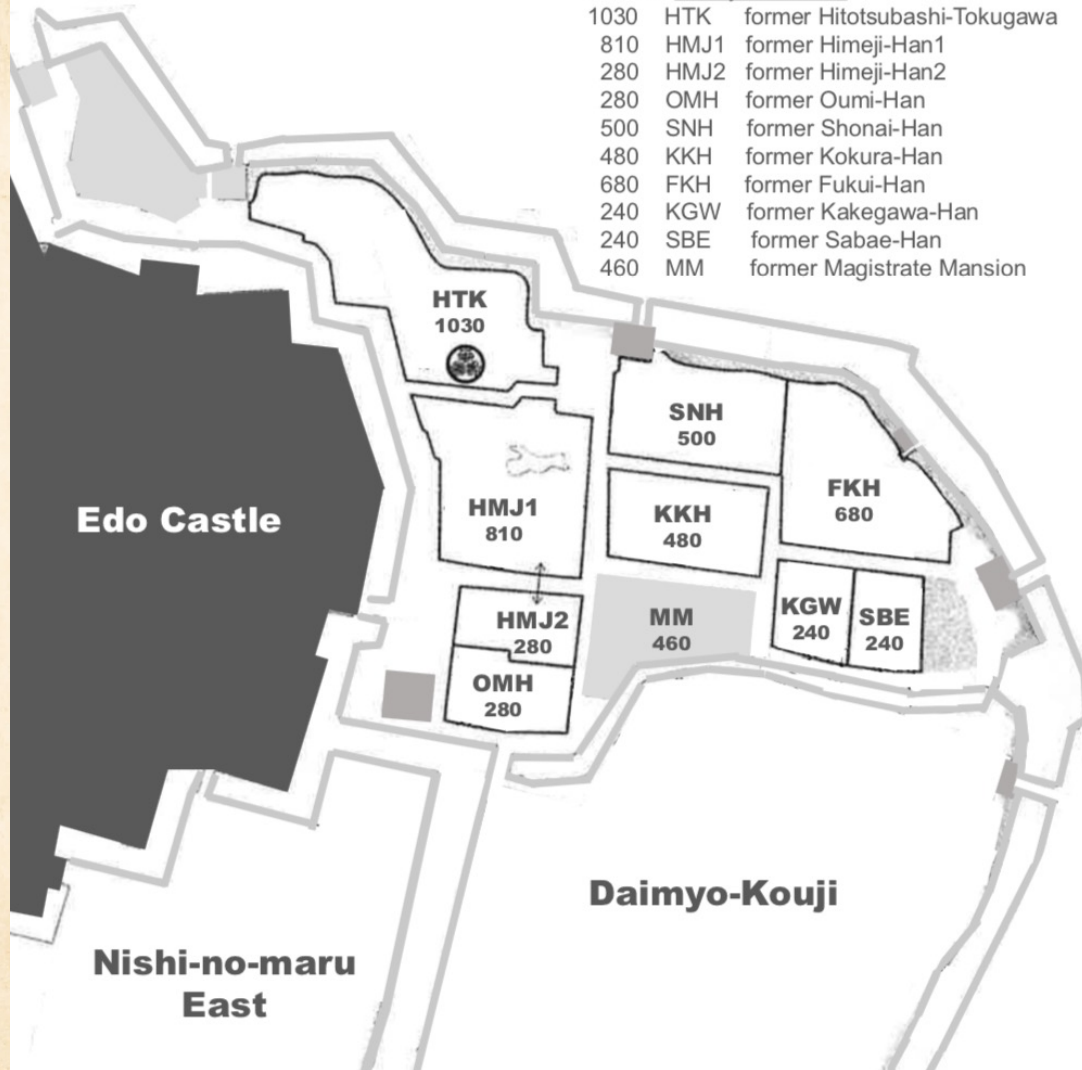 1030 HTK former Hitotsubashi-Tokugawa
810 HMJ1 former Himeji-Han1
280 HMJ2 former Himeji-Han2
280 OMH former Oumi-Han
500 SNH former Shonai-Han
480 KKH former Kokura-Han
680 FKH former Fukui-Han
240 KGW former Kakegawa-Han
240 SBE former Sabae-Han
460 MM former Magistrate Mansion
HTK
1030
SNH
500
FKH
680
Edo Castle
HMJ1
810
KKH
480
HMJ2
280
MM
460
KGW
240
SBE
240
OMH
280
Daimyo-Kouji
Nishi-no-maru
East